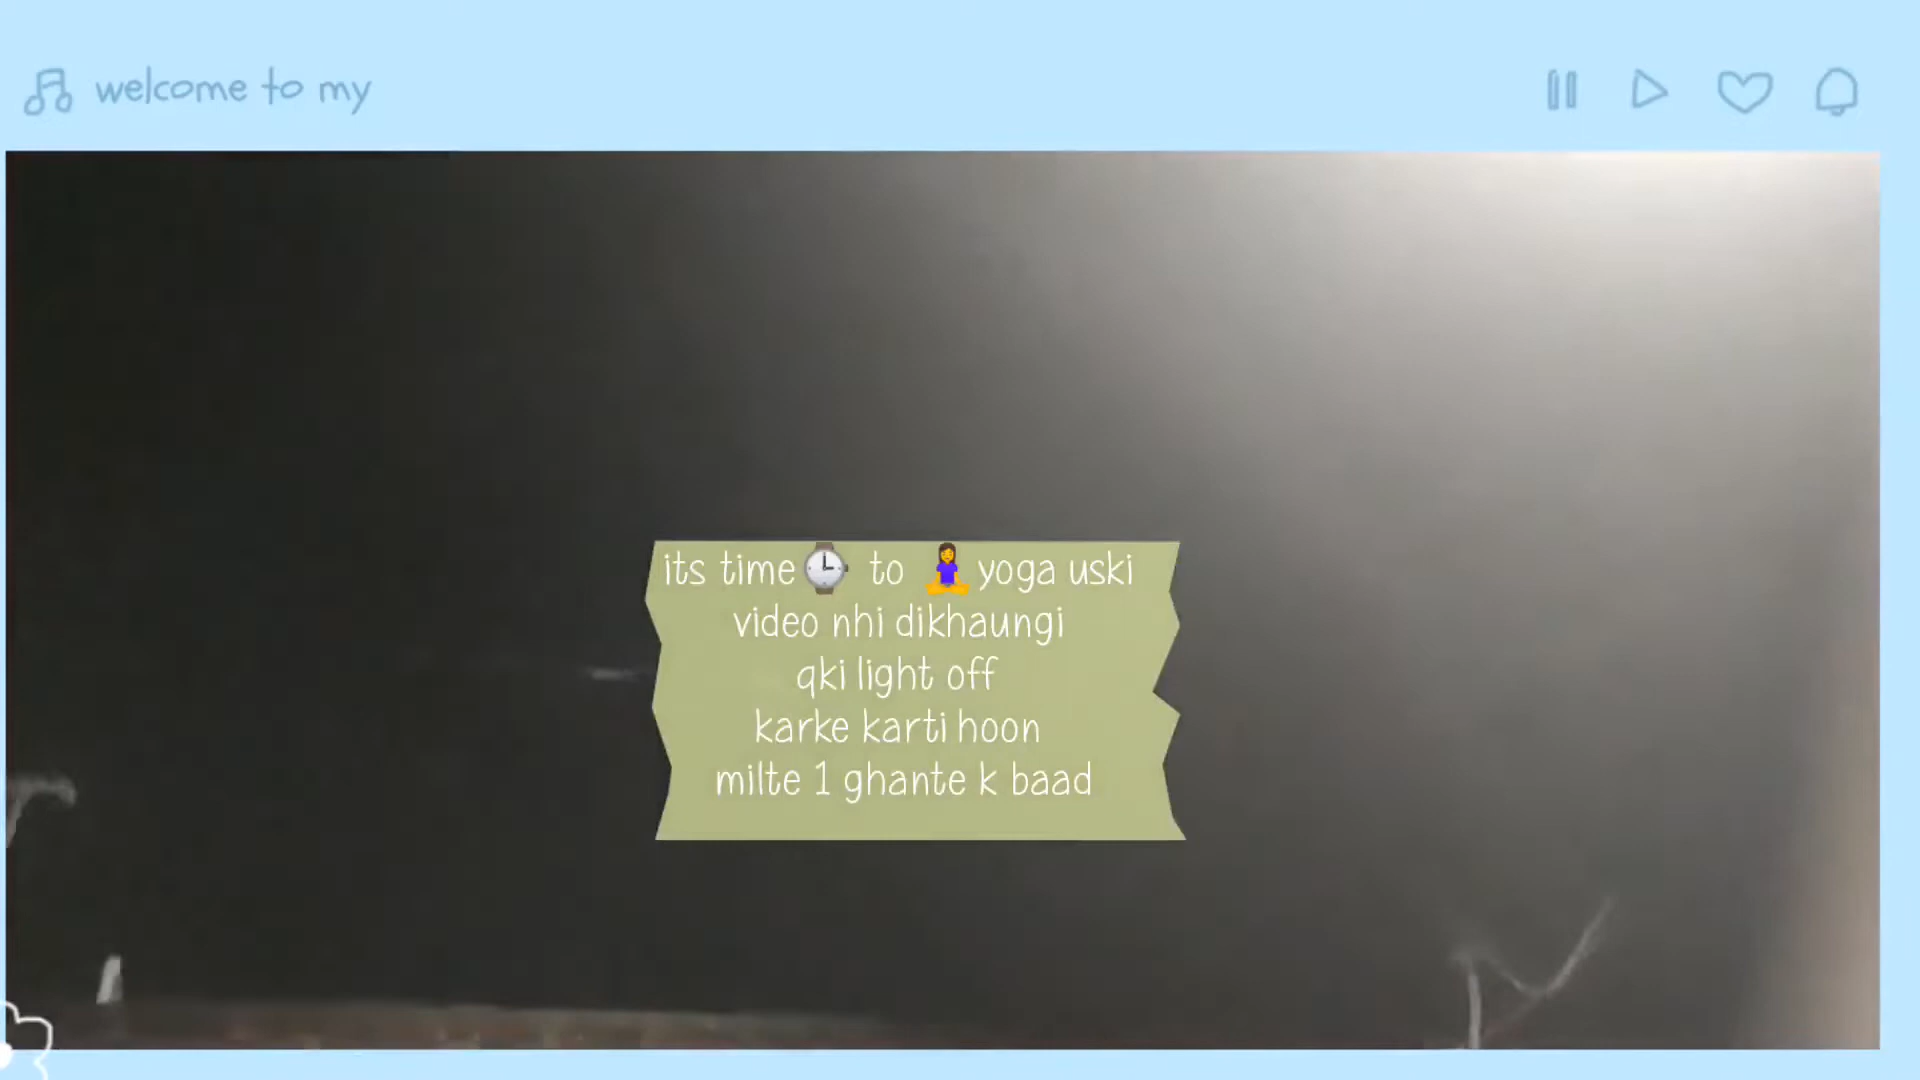 welcome to my
its time⌚ to 🧘‍♀️yoga uski
video nhi dikhaungi
qki light off
karke karti hoon
milte 1 ghante k baad